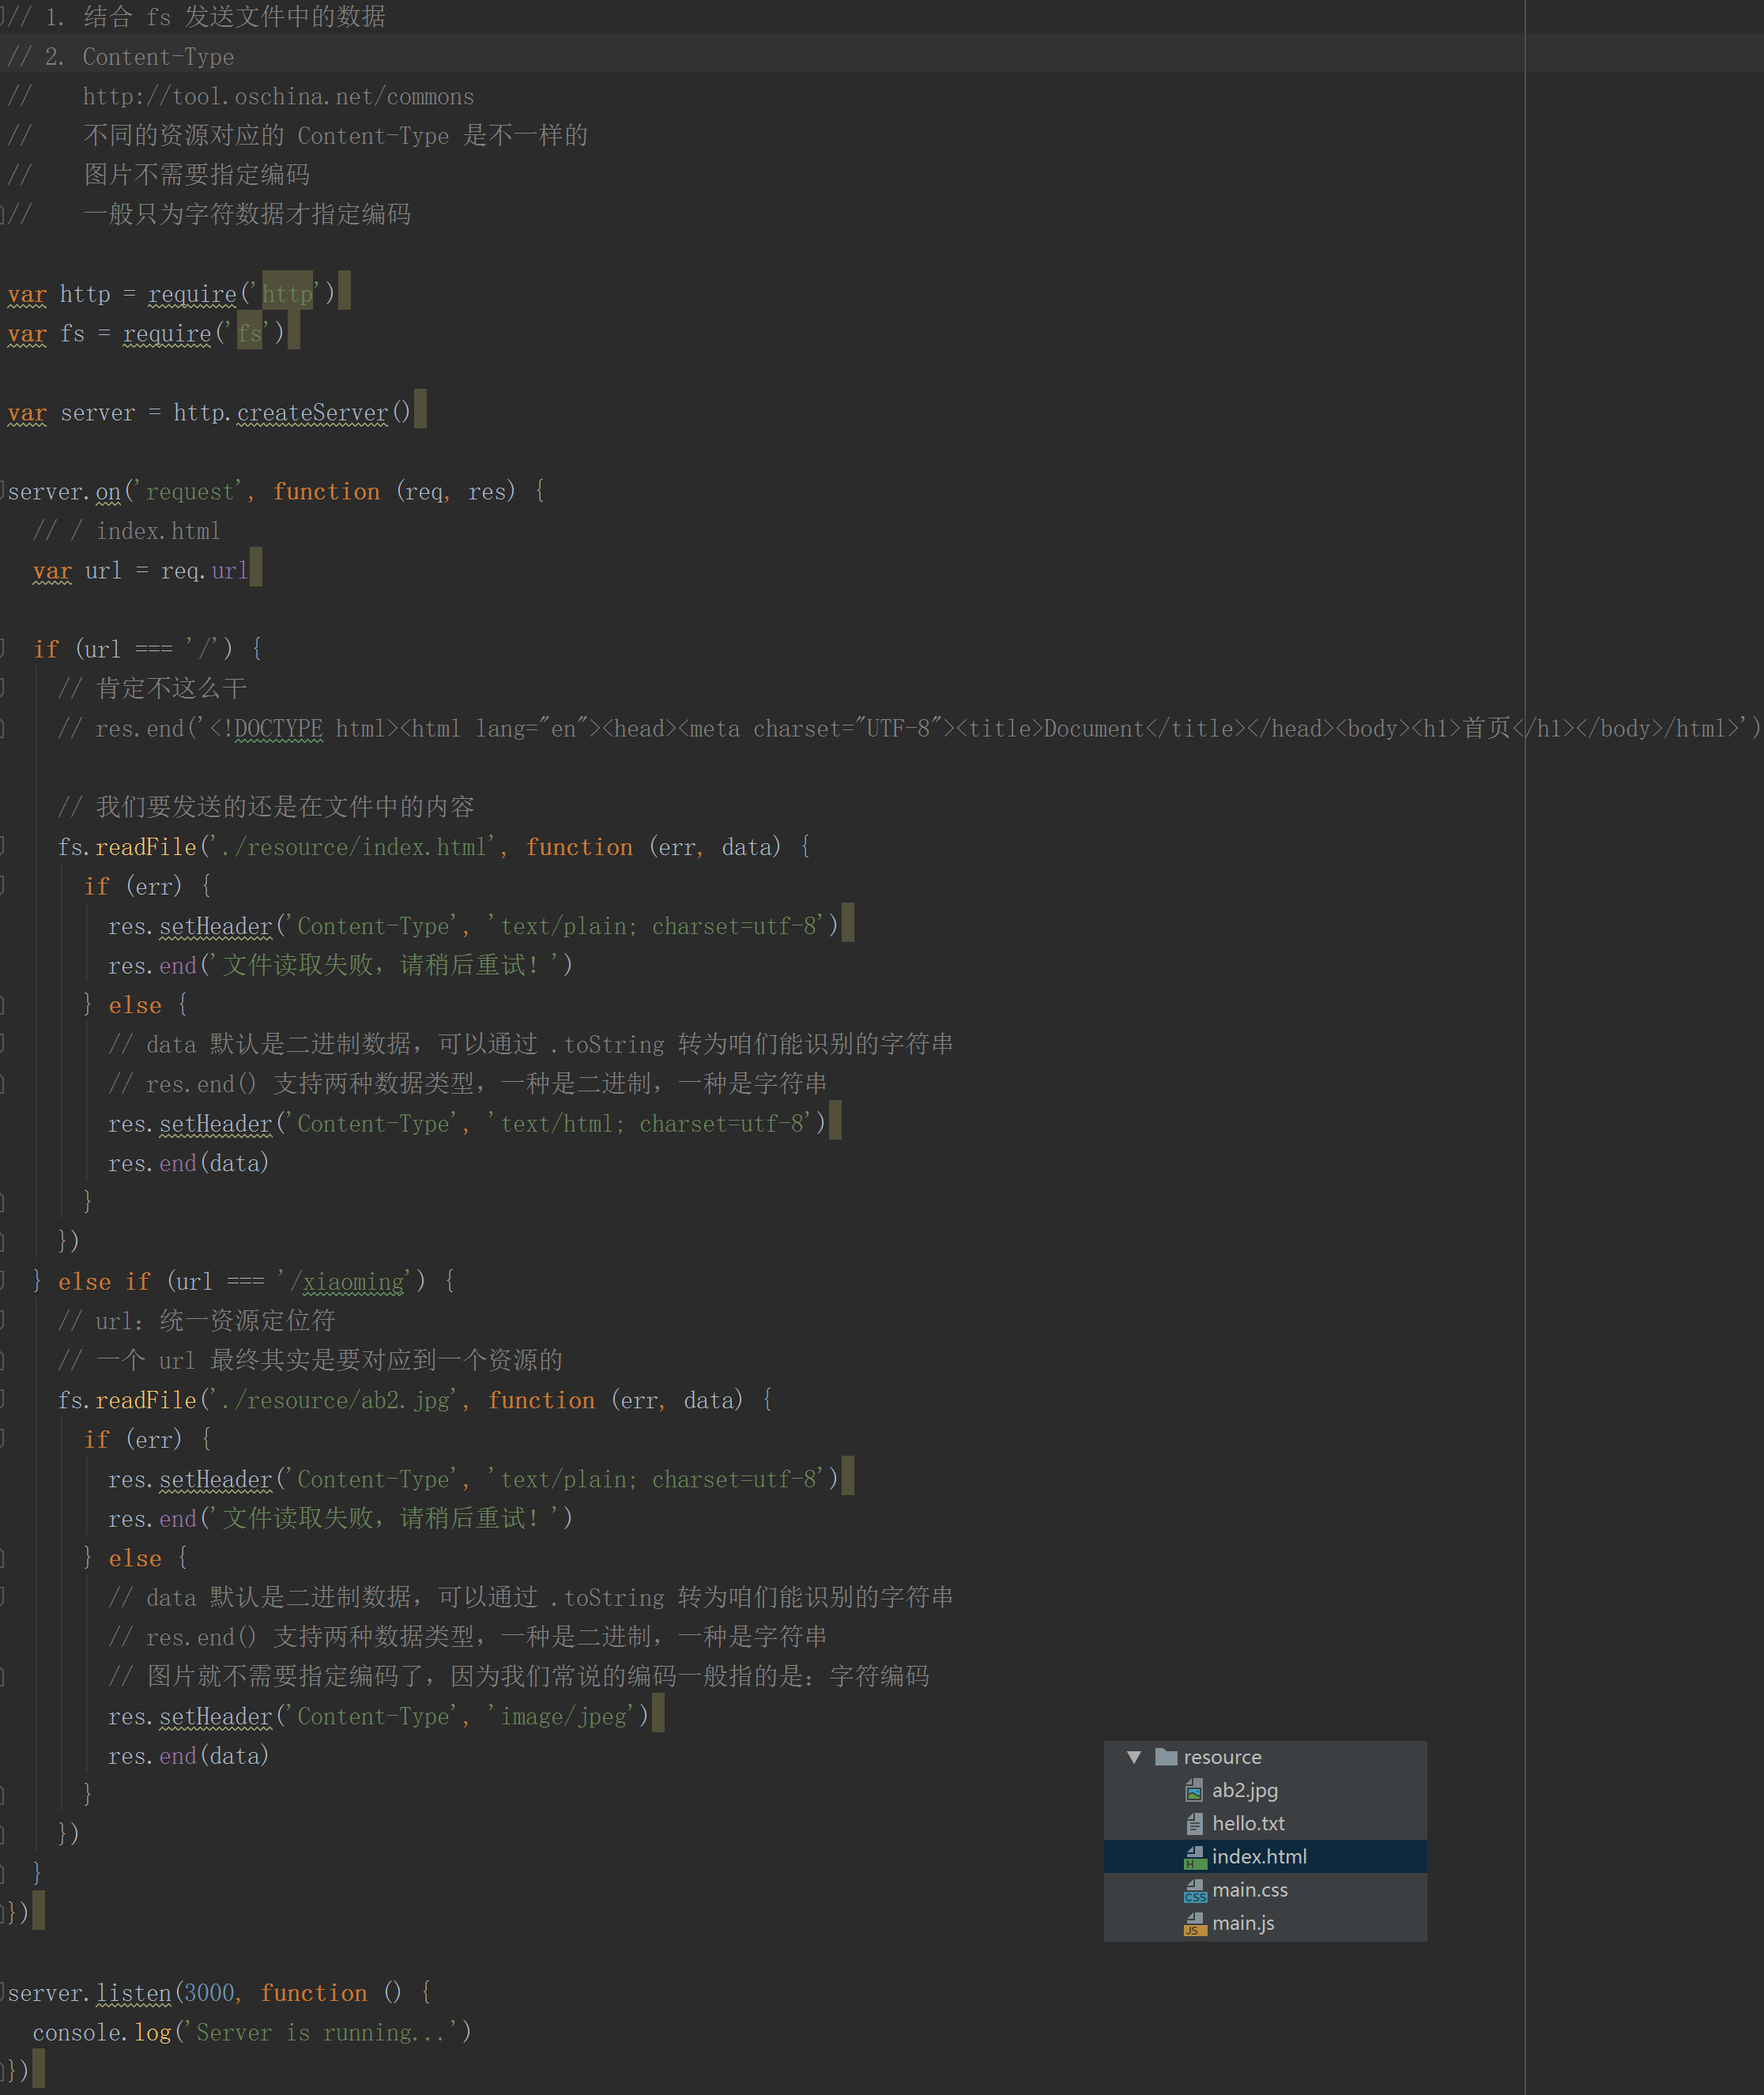 // 1. 结合 fs 发送文件中的数据
// 2. Content-Type
//    http://tool.oschina.net/commons
//    不同的资源对应的 Content-Type 是不一样的
//    图片不需要指定编码
//    一般只为字符数据才指定编码
var http = require('http')
var fs = require('fs')
var server = http.createServer()
server.on('request', function (req, res) {
  // / index.html
  var url = req.url
  if (url === '/') {
    // 肯定不这么干
    // res.end('<!DOCTYPE html><html lang="en"><head><meta charset="UTF-8"><title>Document</title></head><body><h1>首页</h1></body>/html>')
    // 我们要发送的还是在文件中的内容
    fs.readFile('./resource/index.html', function (err, data) {
      if (err) {
        res.setHeader('Content-Type', 'text/plain; charset=utf-8')
        res.end('文件读取失败，请稍后重试！')
      } else {
        // data 默认是二进制数据，可以通过 .toString 转为咱们能识别的字符串
        // res.end() 支持两种数据类型，一种是二进制，一种是字符串
        res.setHeader('Content-Type', 'text/html; charset=utf-8')
        res.end(data)
      }
    })
  } else if (url === '/xiaoming') {
    // url：统一资源定位符
    // 一个 url 最终其实是要对应到一个资源的
    fs.readFile('./resource/ab2.jpg', function (err, data) {
      if (err) {
        res.setHeader('Content-Type', 'text/plain; charset=utf-8')
        res.end('文件读取失败，请稍后重试！')
      } else {
        // data 默认是二进制数据，可以通过 .toString 转为咱们能识别的字符串
        // res.end() 支持两种数据类型，一种是二进制，一种是字符串
        // 图片就不需要指定编码了，因为我们常说的编码一般指的是：字符编码
        res.setHeader('Content-Type', 'image/jpeg')
        res.end(data)
      }
    })
  }
})
server.listen(3000, function () {
  console.log('Server is running...')
})
resource
ab2.jpg
hello.txt
index.html
main.css
main.js